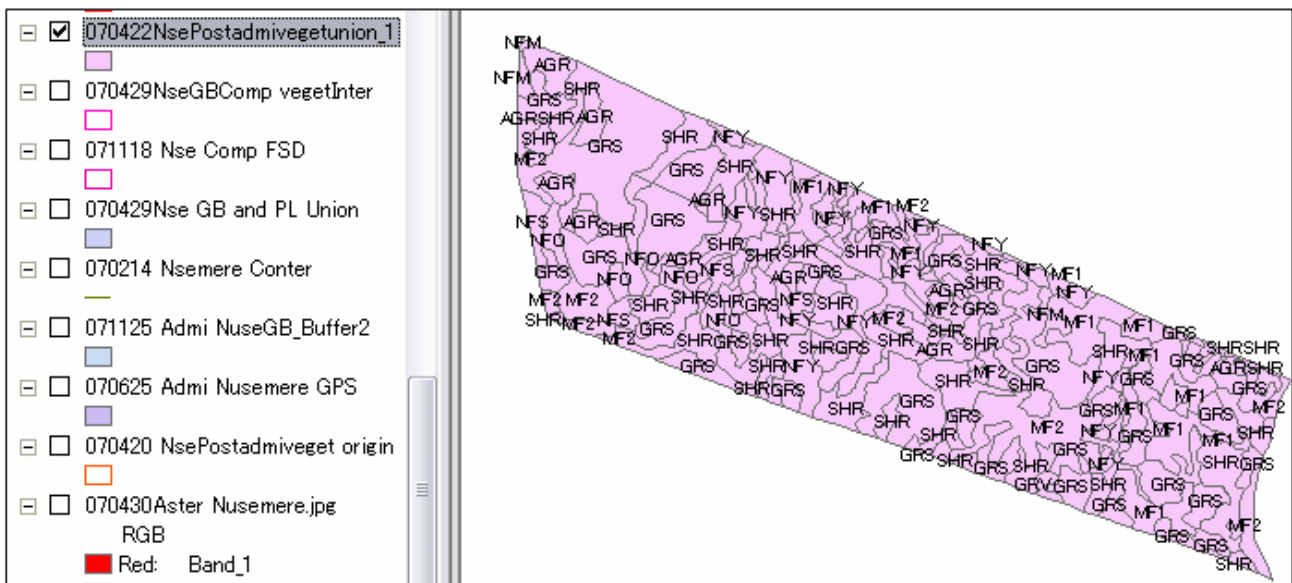 070422NsePostadmivegetunion_1
070429NseGBComp vegetInter
071118 Nse Comp FSD
070429Nse GB and PL Union
070214 Nsemere Conter
071125 Admi NuseGB_Buffer2
070625 Admi Nusemere GPS
070420 NsePostadmiveget origin
070430Aster Nusemere.jpg
RGB
Red: Band_1
NFM
AGR
NFM
SHR
GRS
AGR SHR AGR
SHR GRS SHR NFY
MF2 GRS SHR
AGR NFY MF1 NFY
AGR MF1 MF2
NFS AGR SHR GRS NFY SHR NFY GRS NFY
NFO SHR SHR SHR SHR MF1 NFY
GRS NFO AGR GRS SHR
GRS NFO NFO NFS AGR GRS NFY SHR NFY MF1
MF2 MF2 SHR SHR SHR GRS NFS SHR AGR NFY
SHR MF2 NFS GRS NFO NFY NFY MF2 MF2 GRS NFM MF1 MF1
MF2 SHR GRS SHR SHR GRS SHR SHR AGR GRS
GRS SHR NFY MF2 GRS SHR MF1 GRS SHR SHR
SHR GRS SHR SHR NFY GRS AGR SHR
SHR GRS GRS GRS MF1 MF1 GRS MF2
SHR MF2 NFY GRS MF1 MF1 SHR
GRS SHR GRS SHR NFY SHR GRS
GRV GRS SHR GRS
GRS MF1 GRS
GRS GRS MF2
SHR